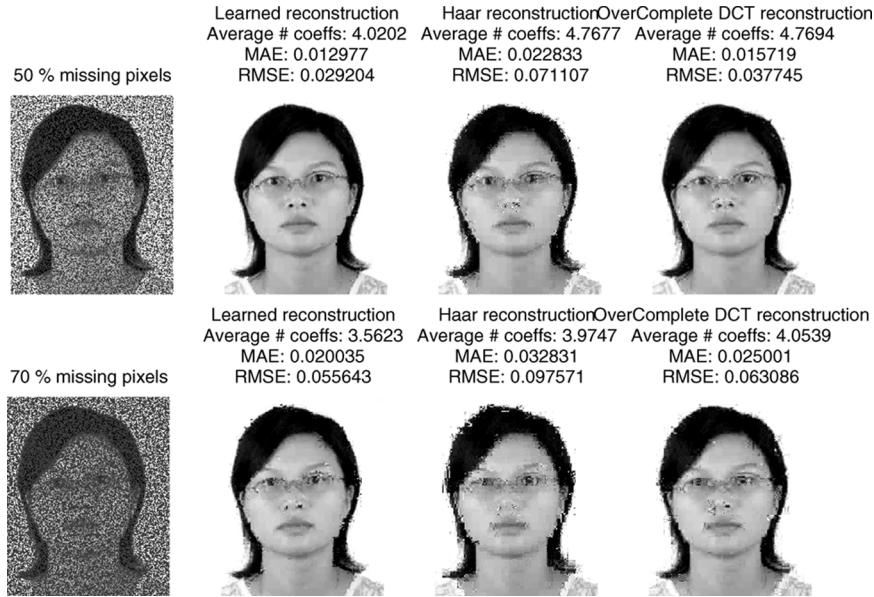 Learned reconstruction
Average # coeffs: 4.0202
MAE: 0.012977
RMSE: 0.029204
Haar reconstruction
Average # coeffs: 4.7677
MAE: 0.022833
RMSE: 0.071107
OverComplete DCT reconstruction
Average # coeffs: 4.7694
MAE: 0.015719
RMSE: 0.037745
50 % missing pixels
Learned reconstruction
Average # coeffs: 3.5623
MAE: 0.020035
RMSE: 0.055643
Haar reconstruction
Average # coeffs: 3.9747
MAE: 0.032831
RMSE: 0.097571
OverComplete DCT reconstruction
Average # coeffs: 4.0539
MAE: 0.025001
RMSE: 0.063086
70 % missing pixels